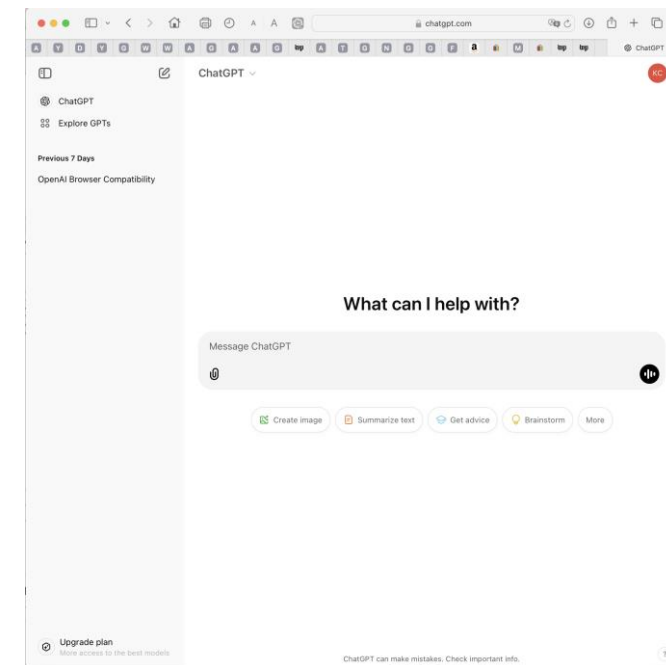 chatgpt.com
ChatGPT
ChatGPT
KC
ChatGPT
Explore GPTs
Previous 7 Days
OpenAI Browser Compatibility
What can I help with?
Message ChatGPT
Create image
Summarize text
Get advice
Brainstorm
More
Upgrade plan
More access to the best models
ChatGPT can make mistakes. Check important info.